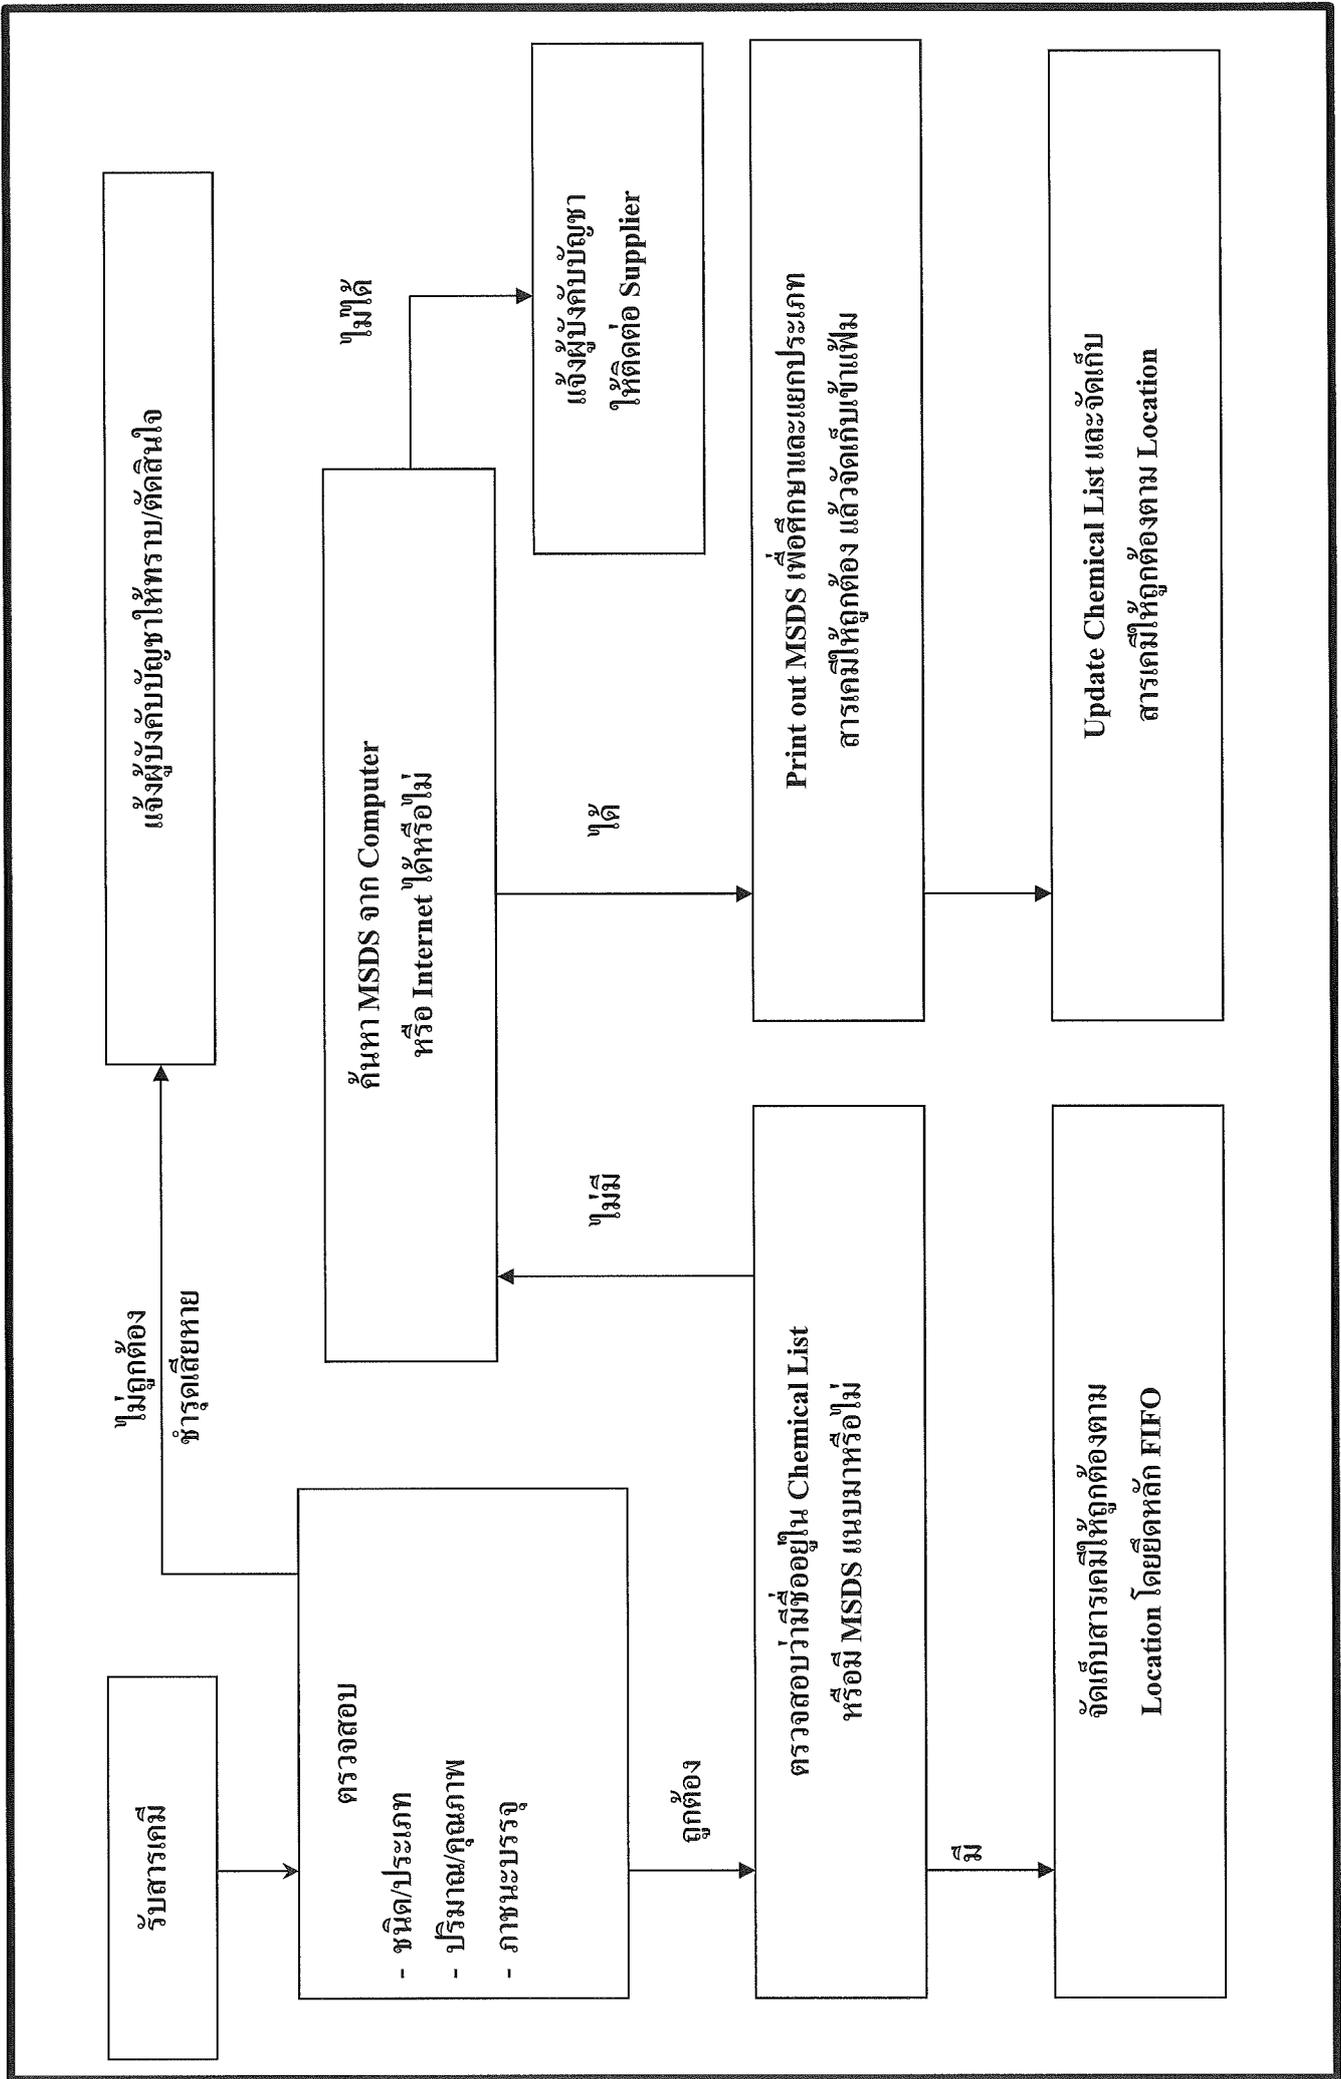 รับสารเคมี
ตรวจสอบ
- ชนิด/ประเภท
- ปริมาณ/คุณภาพ
- ภาชนะบรรจุ
ไม่ถูกต้อง
ชำรุดเสียหาย
แจ้งผู้บังคับบัญชาให้ทราบ/ตัดสินใจ
ถูกต้อง
ตรวจสอบว่ามีชื่ออยู่ใน Chemical List
หรือมี MSDS แนบมาหรือไม่
มี
จัดเก็บสารเคมีให้ถูกต้องตาม
Location โดยยึดหลัก FIFO
ไม่มี
ค้นหา MSDS จาก Computer
หรือ Internet ได้หรือไม่
ไม่ได้
แจ้งผู้บังคับบัญชา
ให้ติดต่อ Supplier
ได้
Print out MSDS เพื่อศึกษาและแยกประเภท
สารเคมีให้ถูกต้อง แล้วจัดเก็บเข้าแฟ้ม
Update Chemical List และจัดเก็บ
สารเคมีให้ถูกต้องตาม Location